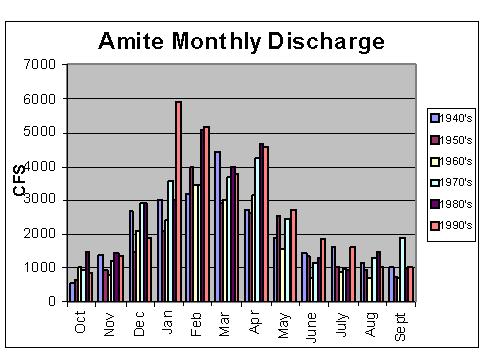 Amite Monthly Discharge
7000
6000
5000
4000
3000
2000
1000
0
CFS
Oct
Nov
Dec
Jan
Feb
Mar
Apr
May
June
July
Aug
Sept
1940's
1950's
1960's
1970's
1980's
1990's